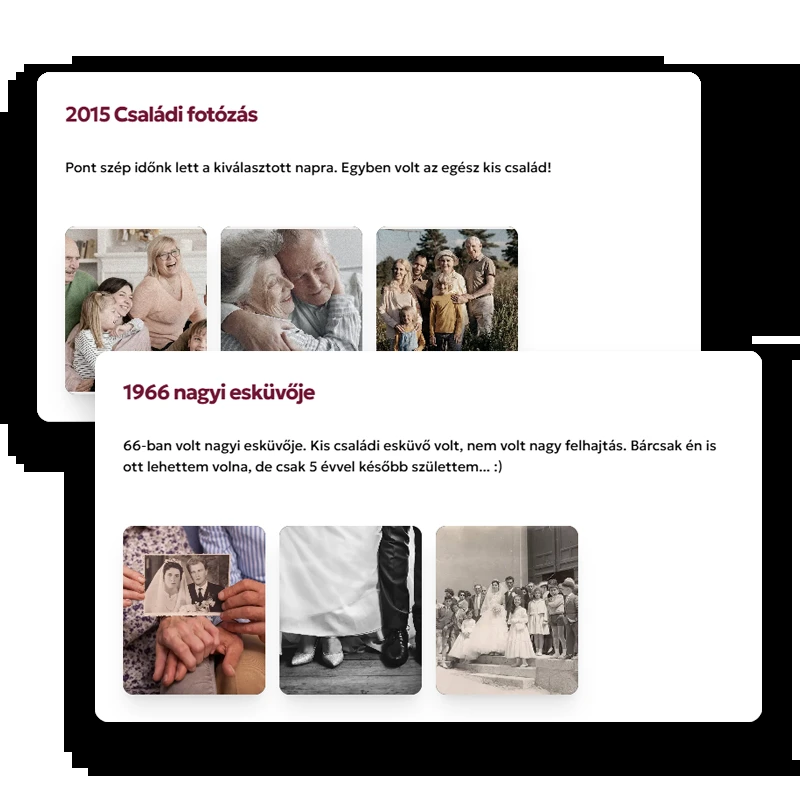 2015 Családi fotózás
Pont szép időnk lett a kiválasztott napra. Egyben volt az egész kis család!
1966 nagyi esküvője
66-ban volt nagyi esküvője. Kis családi esküvő volt, nem volt nagy felhajtás. Bárcsak én is
ott lehettem volna, de csak 5 évvel később születtem... :)